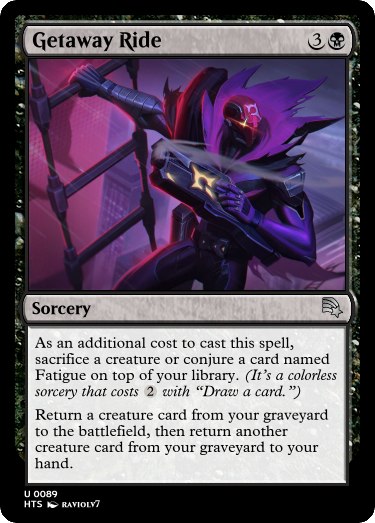 Getaway Ride 3
Sorcery
As an additional cost to cast this spell,
sacrifice a creature or conjure a card named
Fatigue on top of your library. (It's a colorless
sorcery that costs 2 with “Draw a card.”)
Return a creature card from your graveyard
to the battlefield, then return another
creature card from your graveyard to your
hand.
U 0089
HTS RAVIOLV7